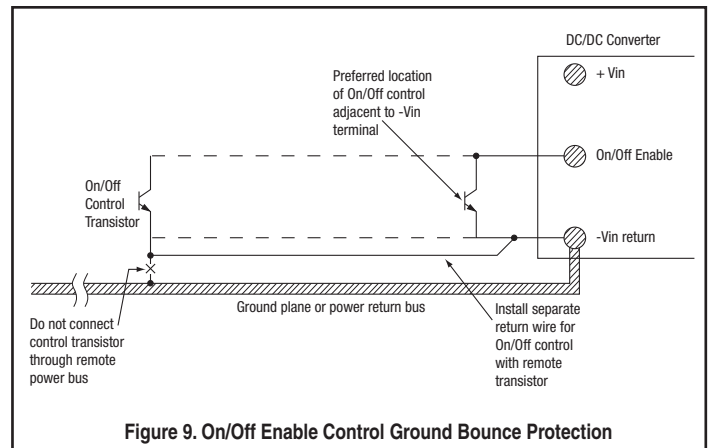 DC/DC Converter
+ Vin
Preferred location
of On/Off control
adjacent to -Vin
terminal
On/Off Enable
On/Off
Control
Transistor
-Vin return
Ground plane or power return bus
Do not connect
control transistor
through remote
power bus
Install separate
return wire for
On/Off control
with remote
transistor
Figure 9. On/Off Enable Control Ground Bounce Protection